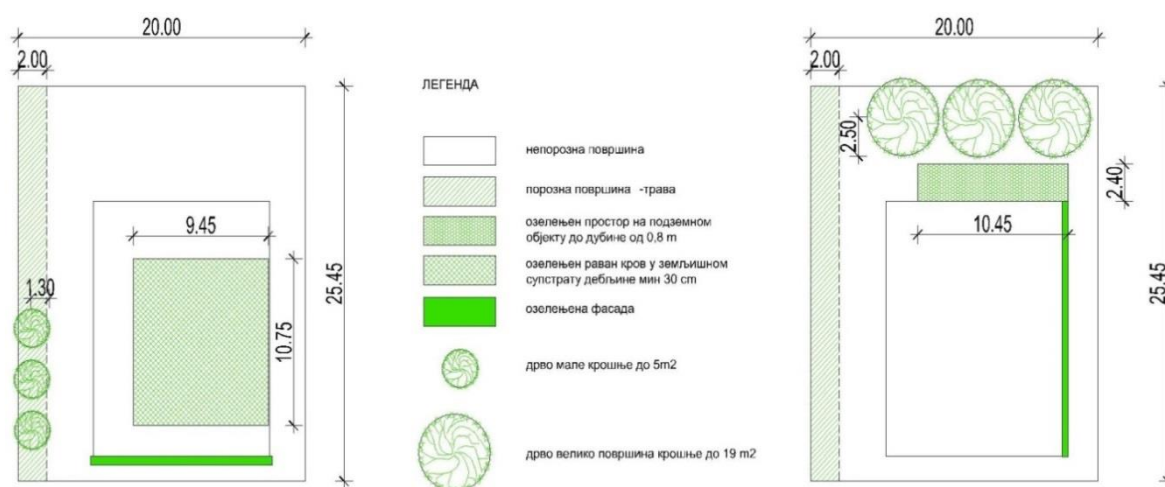 20.00
2.00
9.45
1.30
10.75
25.45
ЛЕГЕНДА
непорозна површина
порозна површина -трава
озелењен простор на подземном
објекту до дубине од 0,8 m
озелењен раван кров у земљишном
супстрату дебљине мин 30 cm
озелењена фасада
дрво мале крошње до 5m2
дрво велико површина крошње до 19 m2
20.00
2.00
2.50
2.40
10.45
25.45